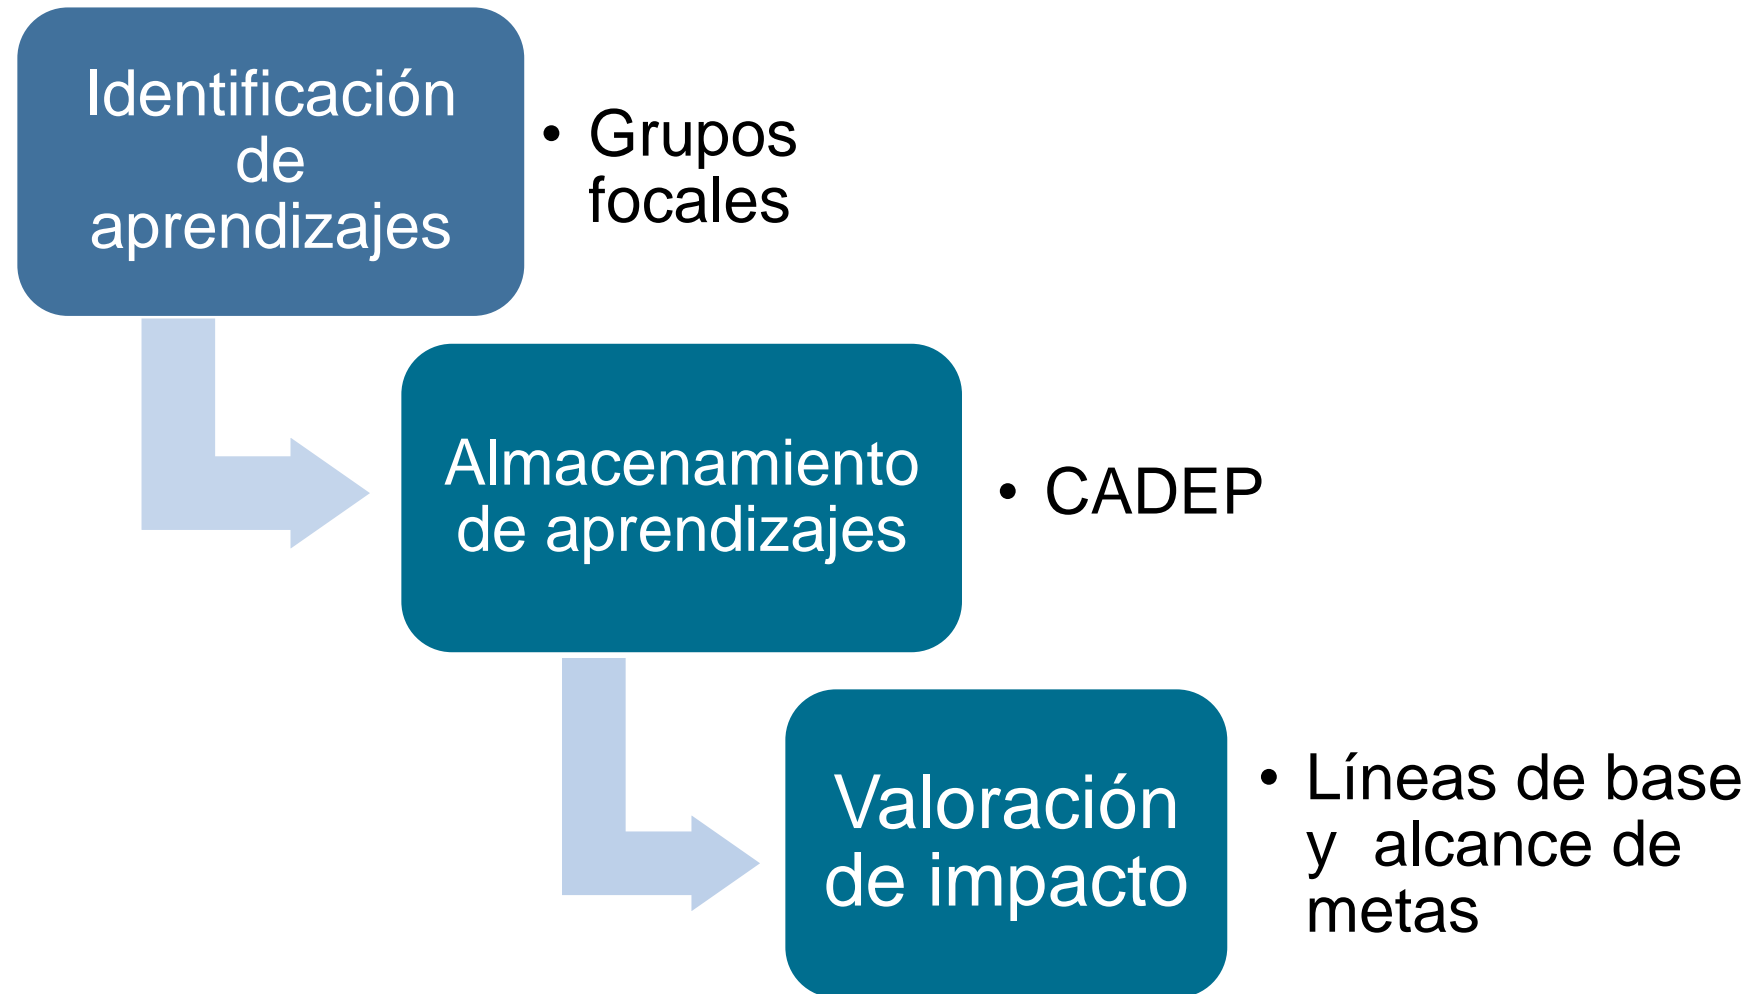 Identificación
de
aprendizajes
• Grupos
focales
Almacenamiento
de aprendizajes
• CADEP
Valoración
de impacto
• Líneas de base
y  alcance de
metas